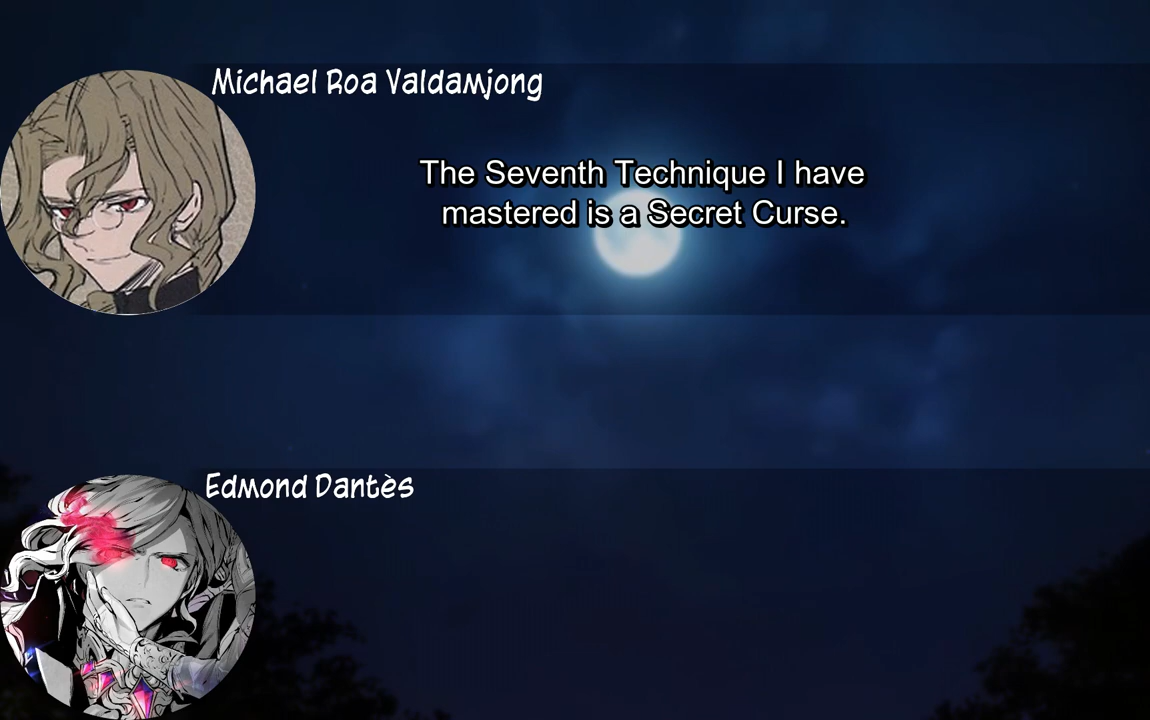 Michael Roa Valdamjong
The Seventh Technique I have
mastered is a Secret Curse.
Edmond Dantès